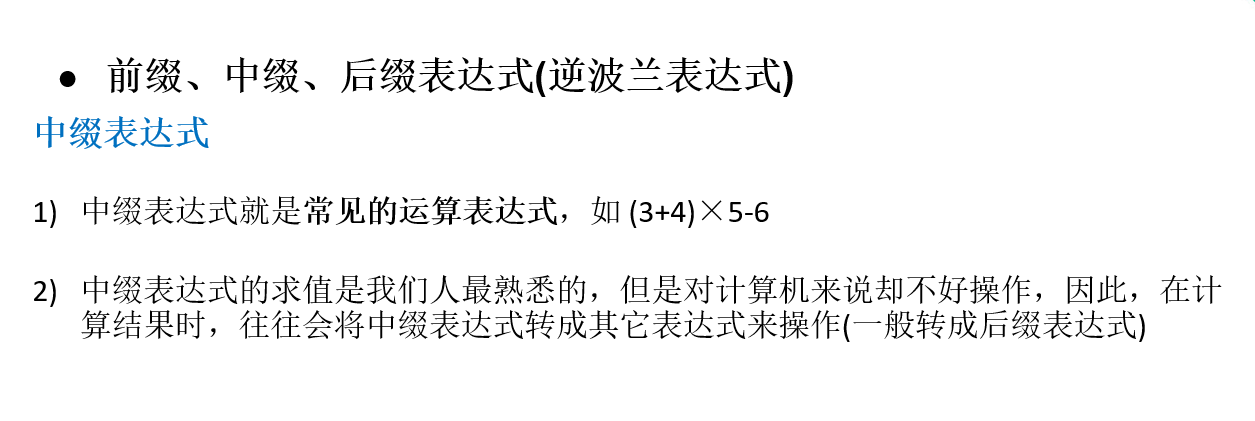 ● 前缀、中缀、后缀表达式(逆波兰表达式)
中缀表达式
1) 中缀表达式就是常见的运算表达式，如 (3+4)×5-6
2) 中缀表达式的求值是我们人最熟悉的，但是对计算机来说却不好操作，因此，在计
算结果时，往往会将中缀表达式转成其它表达式来操作(一般转成后缀表达式)